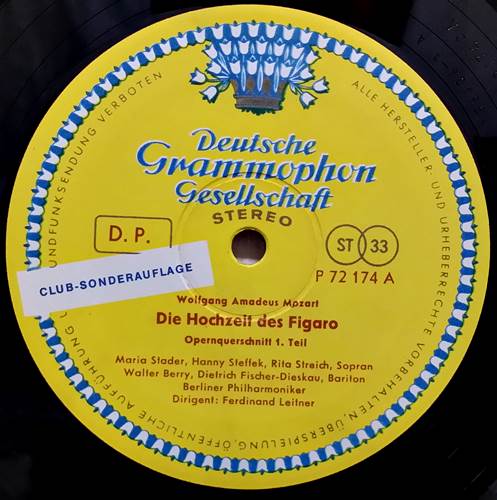 Deutsche
Grammophon
Gesellschaft
STEREO
D. P.
ST 33
P 72 174 A
CLUB-SONDERAUFLAGE
Wolfgang Amadeus Mozart
Die Hochzeit des Figaro
Opernquerschnitt 1. Teil
Maria Stader, Hanny Steffek, Rita Streich, Sopran
Walter Berry, Dietrich Fischer-Dieskau, Bariton
Berliner Philharmoniker
Dirigent: Ferdinand Leitner
ALLE HERSTELLER- UND URHEBERRECHTE VORBEHALTEN, ÜBERSPIELUNG, ÖFFENTLICHE AUFFÜHRUNG, RUNDFUNKSENDUNG VERBOTEN